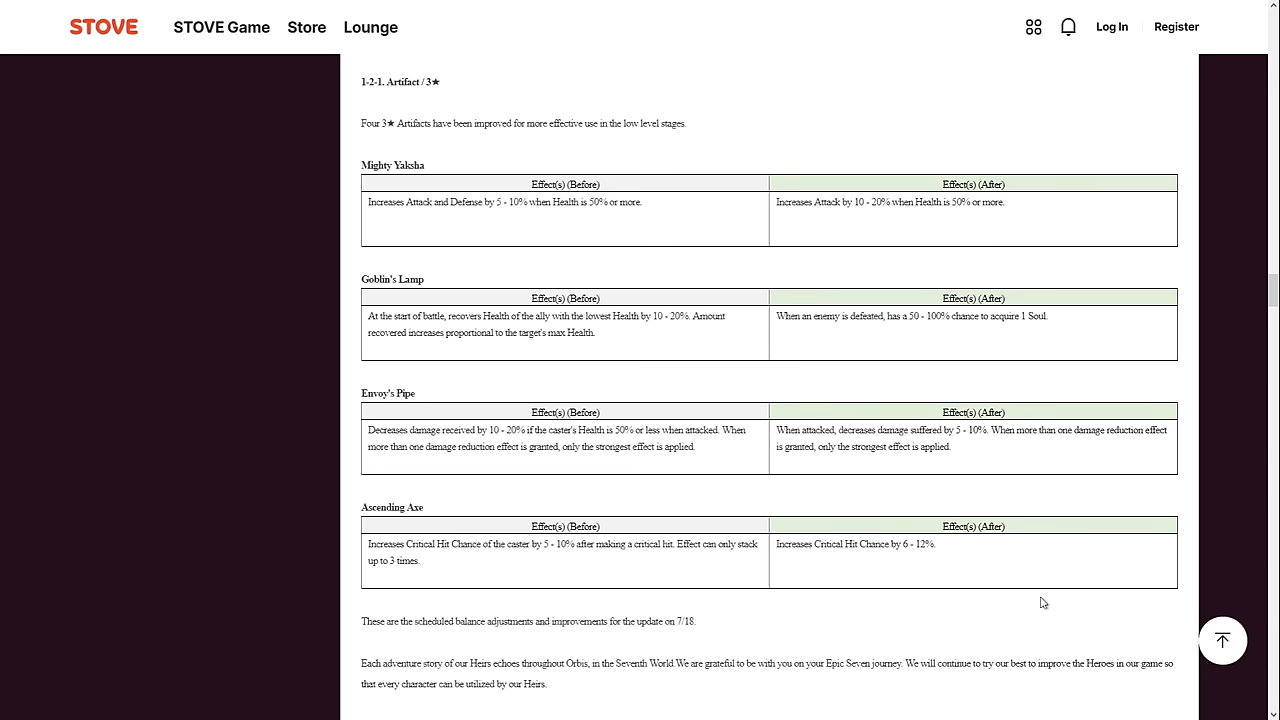 STOVE
STOVE Game
Store
Lounge
Log In
Register
1-2-1. Artifact / 3★
Four 3★ Artifacts have been improved for more effective use in the low level stages.
Mighty Yaksha
Effect(s) (Before)
Effect(s) (After)
Increases Attack and Defense by 5 - 10% when Health is 50% or more.
Increases Attack by 10 - 20% when Health is 50% or more.
Goblin's Lamp
Effect(s) (Before)
Effect(s) (After)
At the start of battle, recovers Health of the ally with the lowest Health by 10 - 20%. Amount
recovered increases proportional to the target's max Health.
When an enemy is defeated, has a 50 - 100% chance to acquire 1 Soul.
Envoy's Pipe
Effect(s) (Before)
Effect(s) (After)
Decreases damage received by 10 - 20% if the caster's Health is 50% or less when attacked. When
more than one damage reduction effect is granted, only the strongest effect is applied.
When attacked, decreases damage suffered by 5 - 10%. When more than one damage reduction effect
is granted, only the strongest effect is applied.
Ascending Axe
Effect(s) (Before)
Effect(s) (After)
Increases Critical Hit Chance of the caster by 5 - 10% after making a critical hit. Effect can only stack
up to 3 times.
Increases Critical Hit Chance by 6 - 12%.
These are the scheduled balance adjustments and improvements for the update on 7/18.
Each adventure story of our Heirs echoes throughout Orbis, in the Seventh World.We are grateful to be with you on your Epic Seven journey. We will continue to try our best to improve the Heroes in our game so
that every character can be utilized by our Heirs.